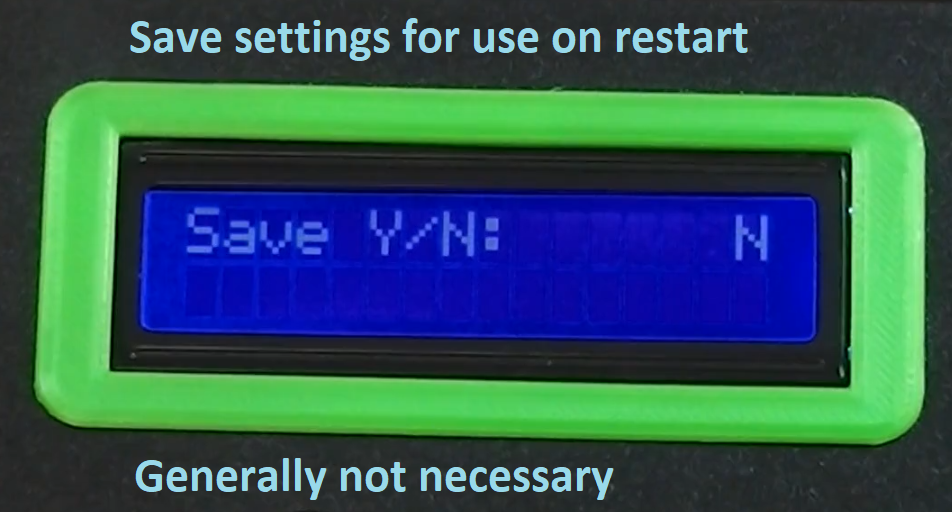 Save settings for use on restart
Save Y/N: N
Generally not necessary